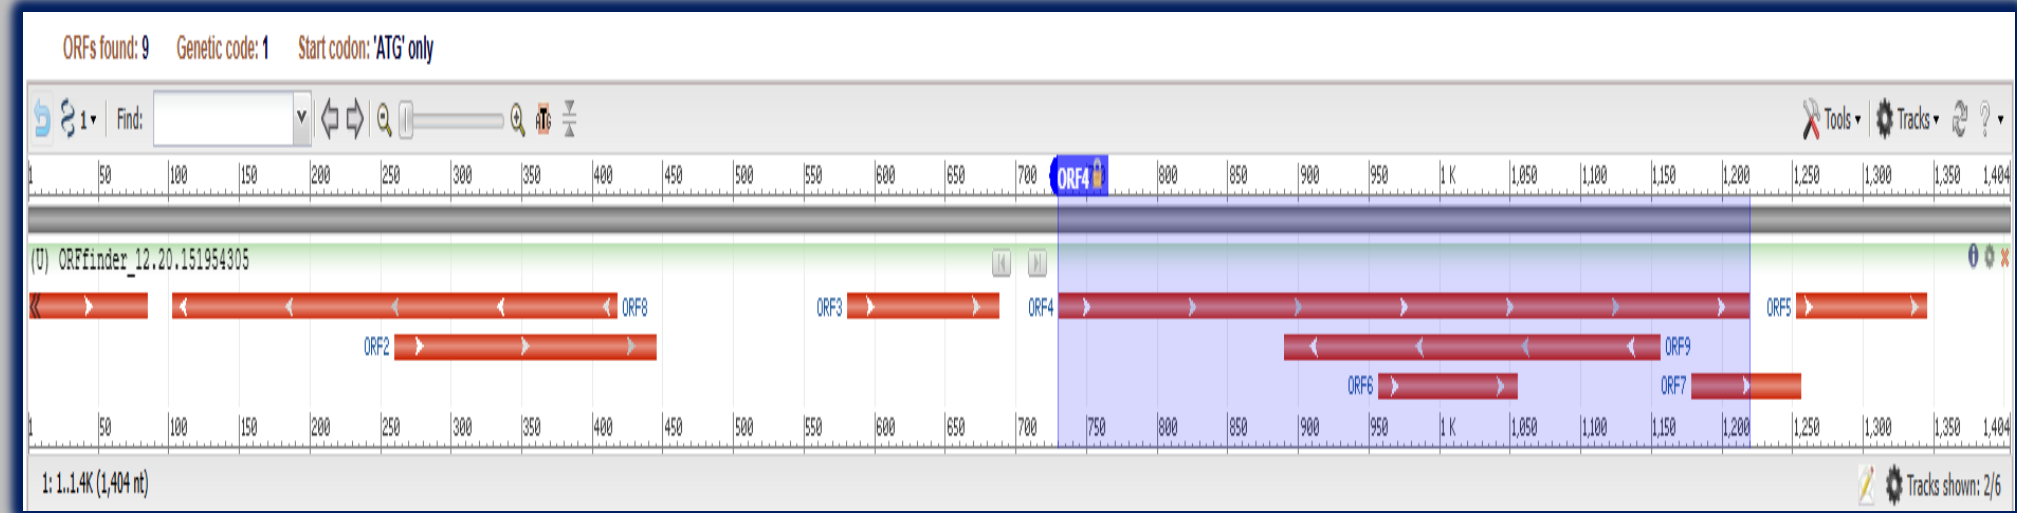 ORFs found: 9 Genetic code: 1 Start codon: 'ATG' only
1 Find: ATG Tools Tracks ?
1 50 100 150 200 250 300 350 400 450 500 550 600 650 700 ORF4 800 850 900 950 1 K 1,050 1,100 1,150 1,200 1,250 1,300 1,350 1,404
(U) ORFfinder_12.20.151954305
ORF8 ORF3 ORF4 ORF5
ORF2 ORF9
ORF6 ORF7
1 50 100 150 200 250 300 350 400 450 500 550 600 650 700 750 800 850 900 950 1 K 1,050 1,100 1,150 1,200 1,250 1,300 1,350 1,404
1: 1..1.4K (1,404 nt) Tracks shown: 2/6